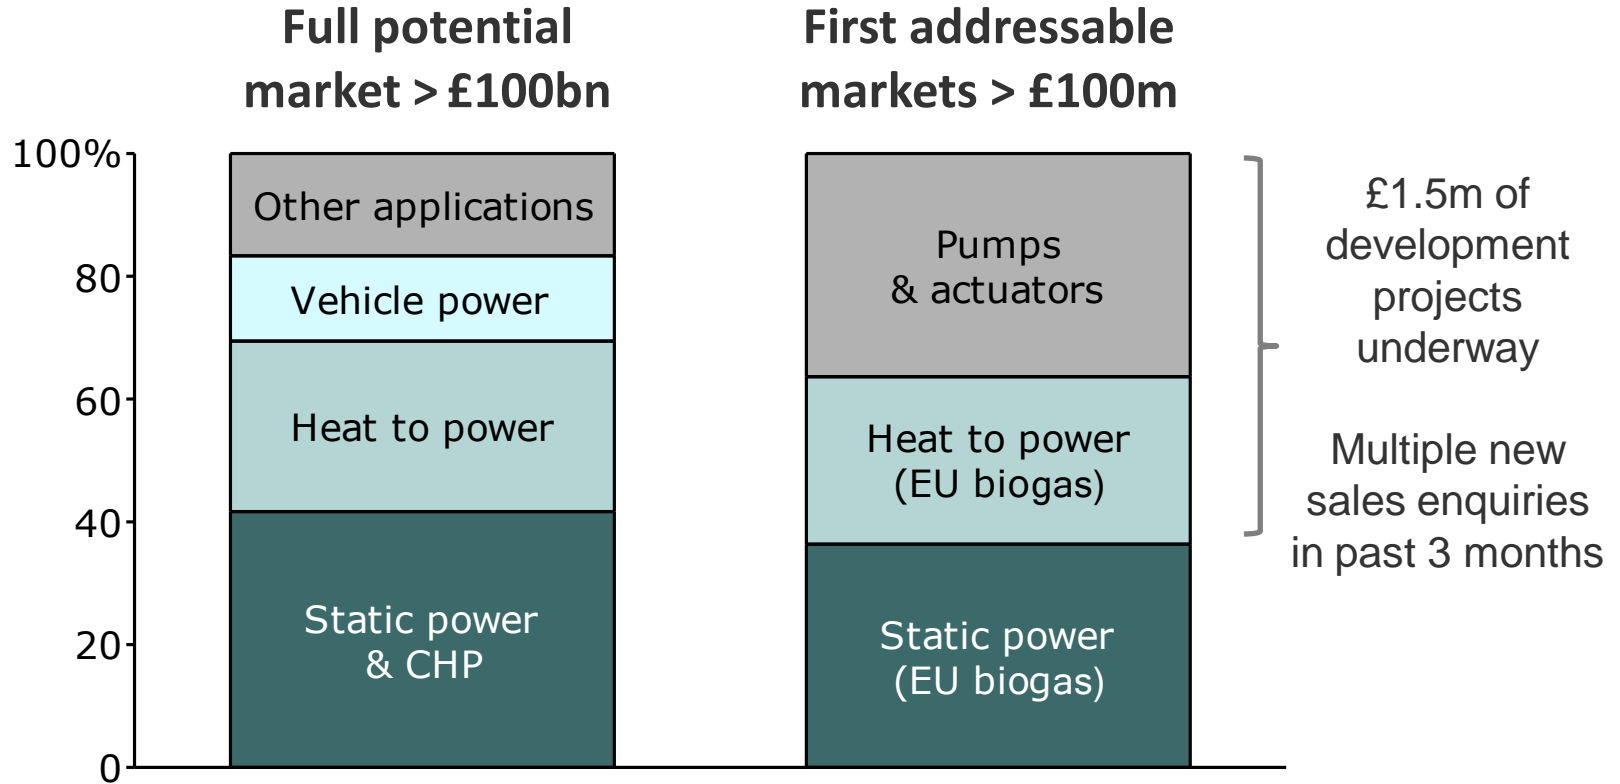 Full potential
market > £100bn
First addressable
markets > £100m
100%
80
60
40
20
0
Other applications
Vehicle power
Heat to power
Static power
& CHP
Pumps
& actuators
Heat to power
(EU biogas)
Static power
(EU biogas)
£1.5m of
development
projects
underway
Multiple new
sales enquiries
in past 3 months